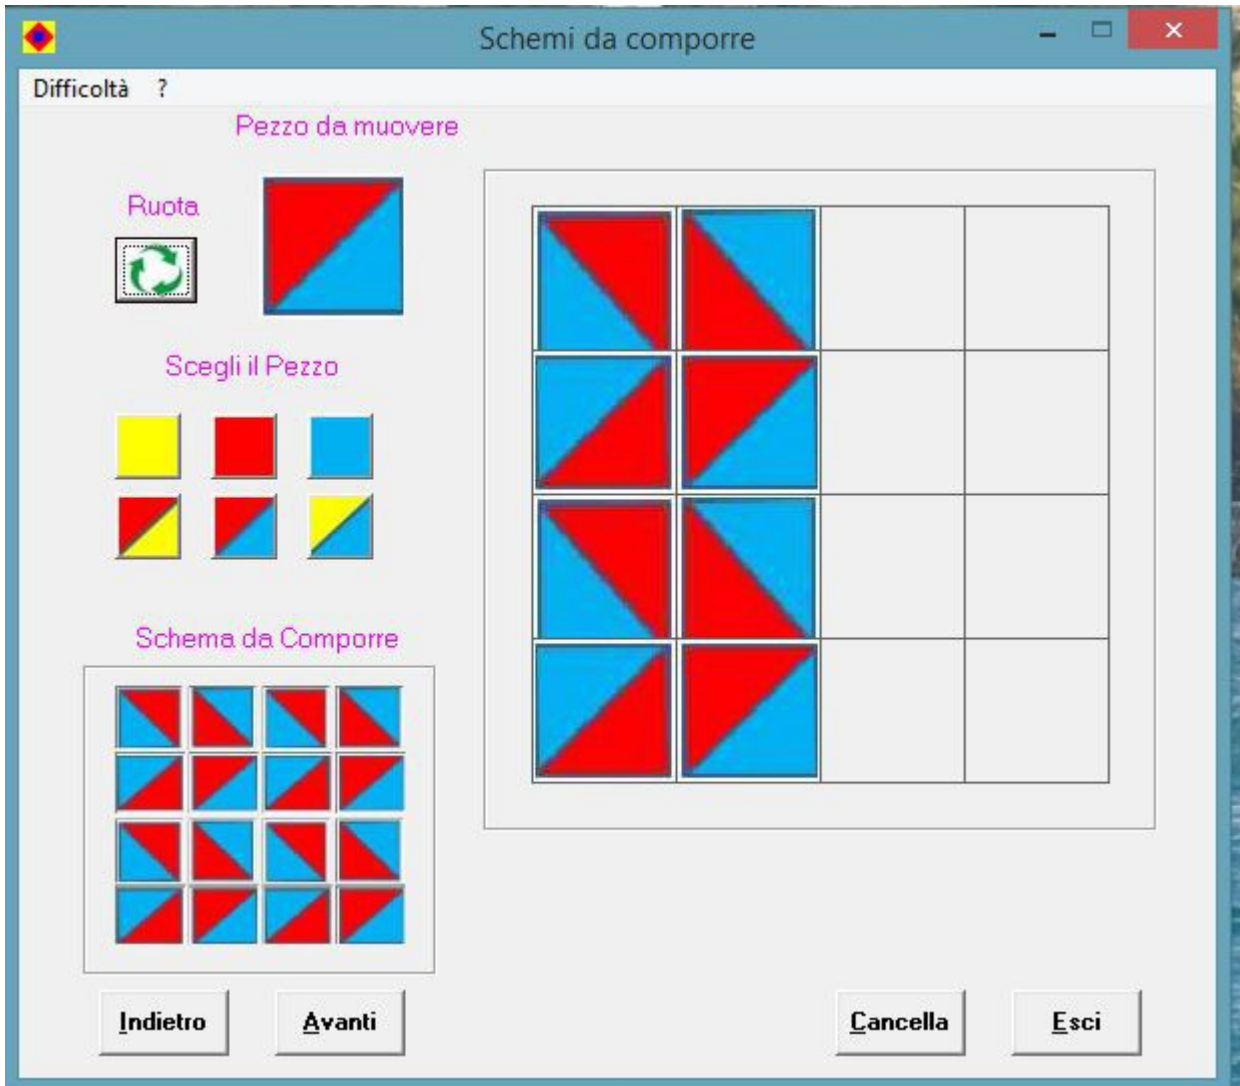 Schemi da comporre
Difficoltà ?
Pezzo da muovere
Ruota
Scegli il Pezzo
Schema da Comporre
Indietro
Avanti
Cancella
Esci